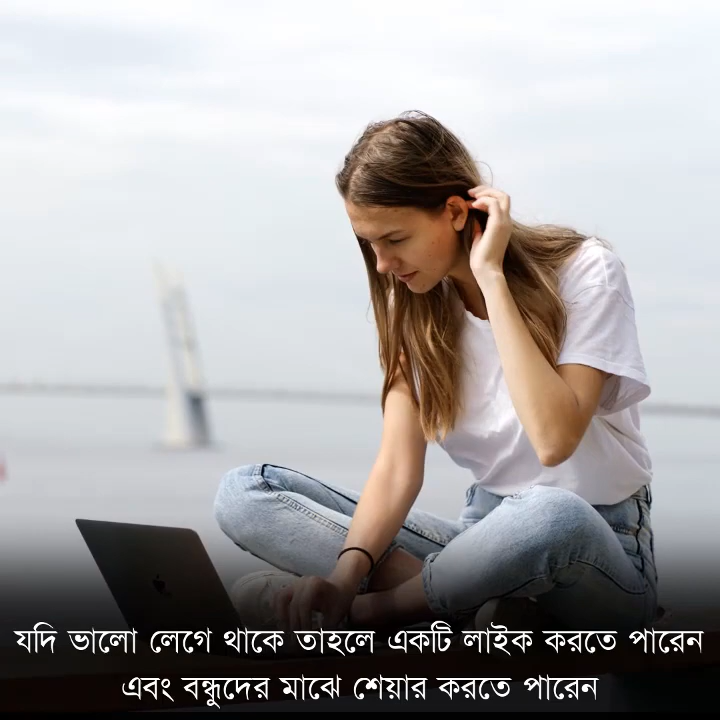 যদি ভালো লেগে থাকে তাহলে একটি লাইক করতে পারেন
এবং বন্ধুদের মাঝে শেয়ার করতে পারেন